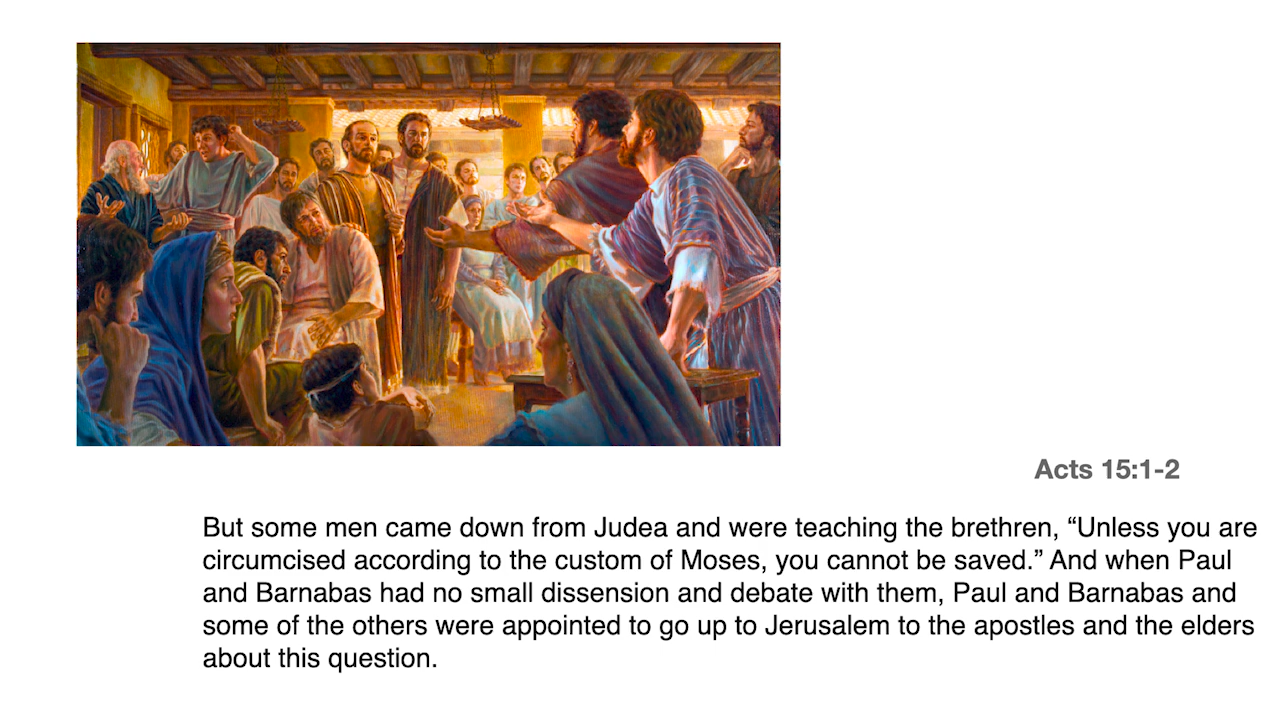 Acts 15:1-2
But some men came down from Judea and were teaching the brethren, “Unless you are
circumcised according to the custom of Moses, you cannot be saved.” And when Paul
and Barnabas had no small dissension and debate with them, Paul and Barnabas and
some of the others were appointed to go up to Jerusalem to the apostles and the elders
about this question.